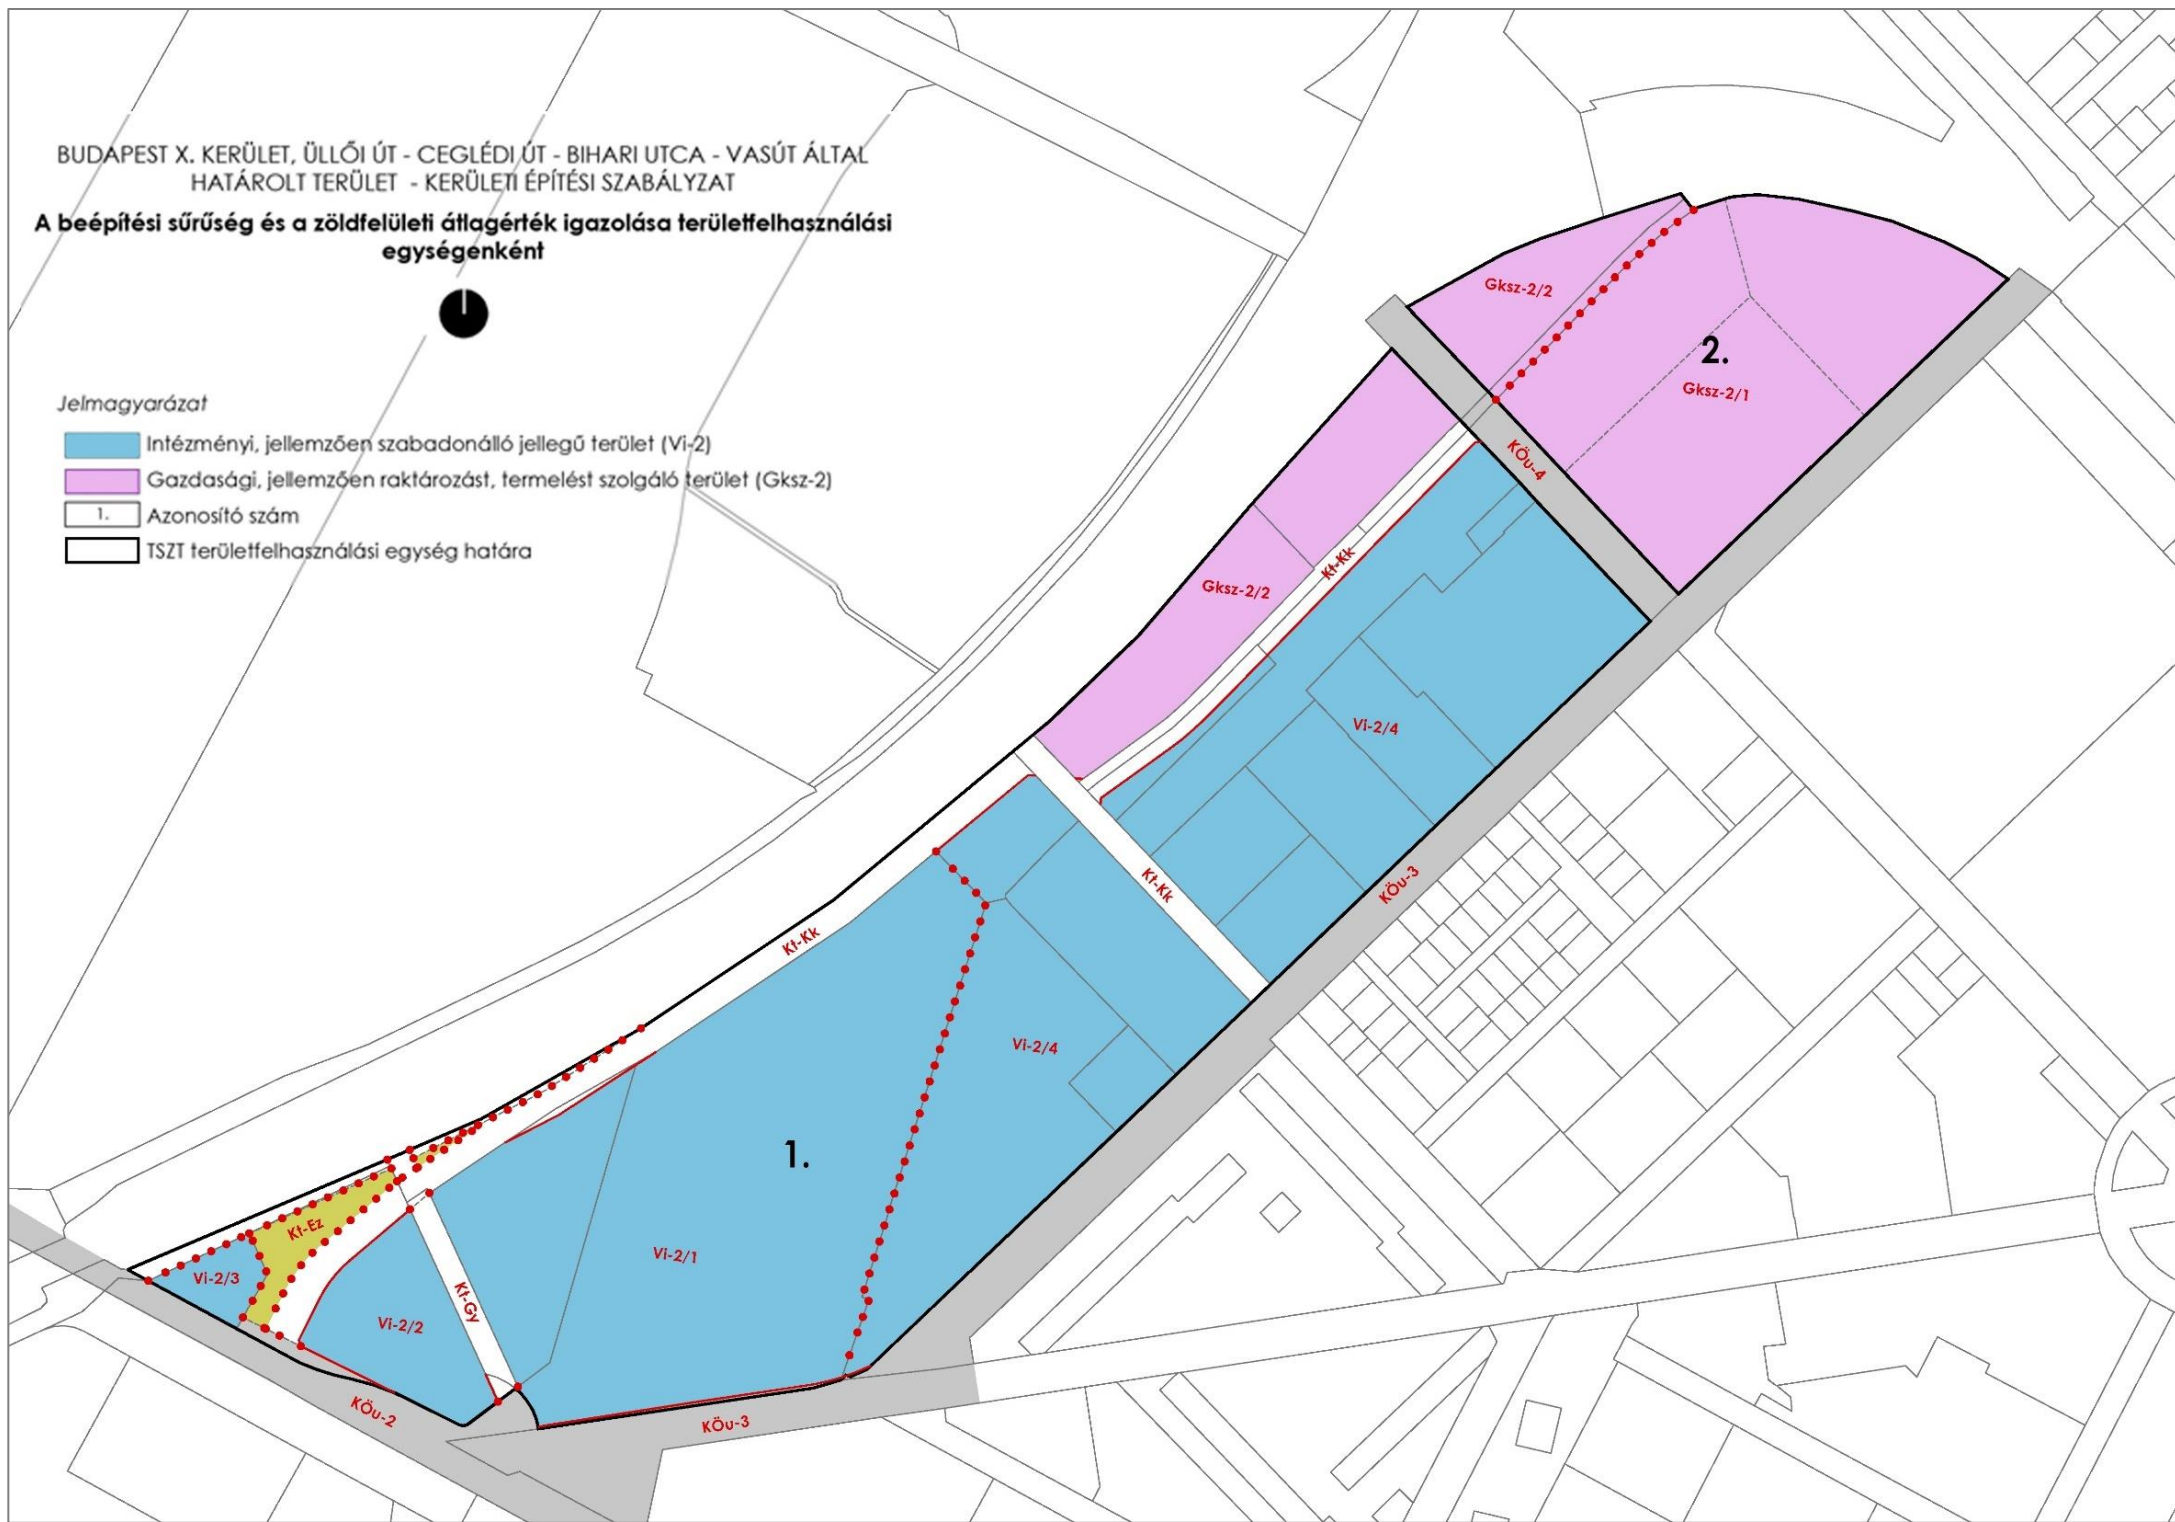 BUDAPEST X. KERÜLET, ÜLLŐI ÚT - CEGLÉDI ÚT - BIHARI UTCA - VASÚT ÁLTAL
HATÁROLT TERÜLET - KERÜLETI ÉPÍTÉSI SZABÁLYZAT
A beépítési sűrűség és a zöldfelületi átlagérték igazolása területfelhasználási
egységenként
Jelmagyarázat
Intézményi, jellemzően szabadonálló jellegű terület (Vi-2)
Gazdasági, jellemzően raktározást, termelést szolgáló terület (Gksz-2)
1. Azonosító szám
TSZT területfelhasználási egység határa
Gksz-2/2
2.
Gksz-2/1
KÖu-4
Kt-Kk
Gksz-2/2
Vi-2/4
Kt-Kk
KÖu-3
Kt-Kk
Vi-2/4
1.
Kt-Ez
Vi-2/3
Vi-2/1
Kt-Gy
Vi-2/2
KÖu-2
KÖu-3